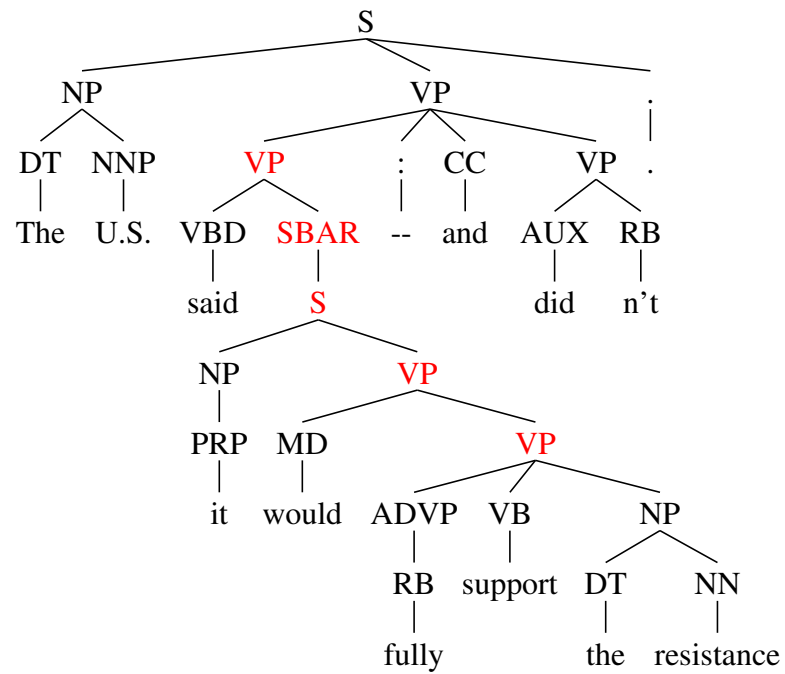 S
NP VP .
DT NNP VP : CC VP .
The U.S. VBD SBAR -- and AUX RB
said S did n't
NP VP
PRP MD VP
it would ADVP VB NP
RB support DT NN
fully the resistance